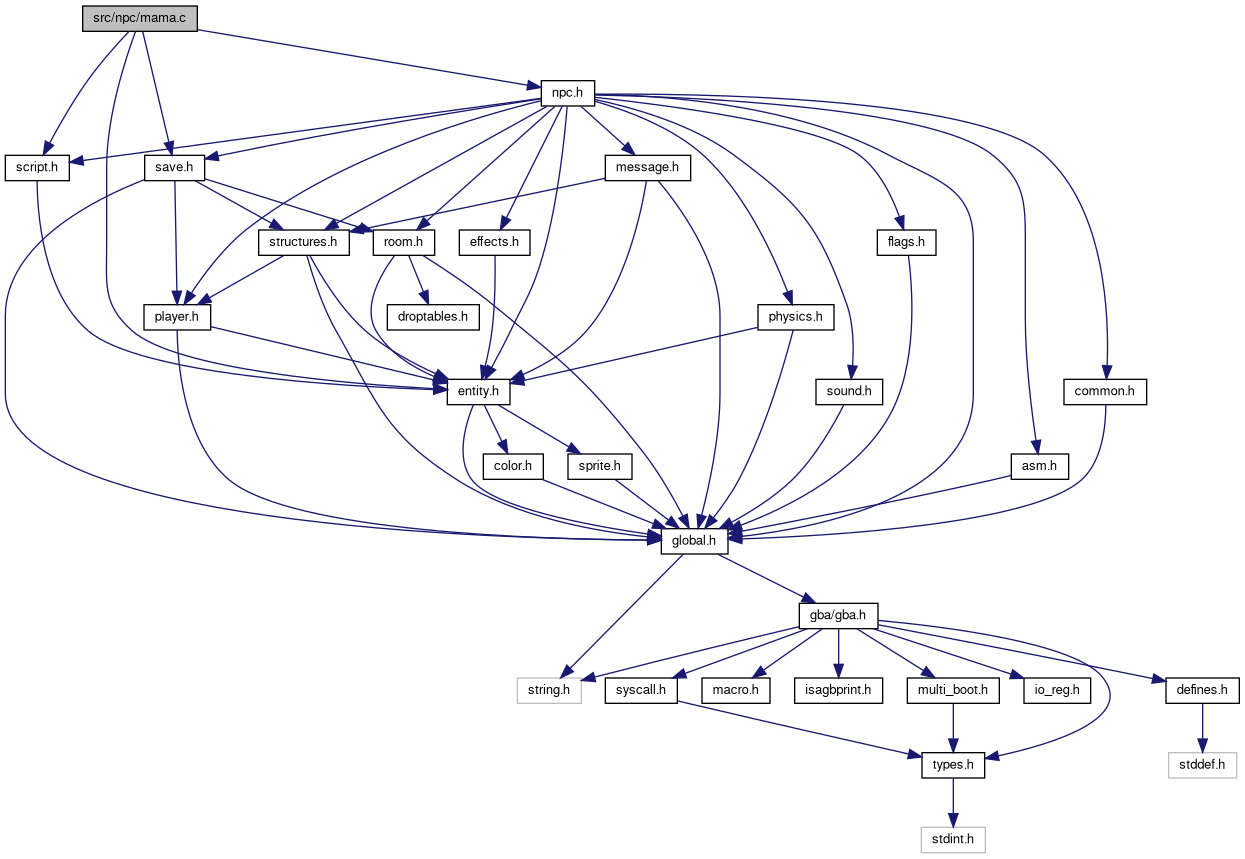 src/npc/mama.c
npc.h
script.h
save.h
message.h
structures.h
room.h
effects.h
flags.h
player.h
droptables.h
physics.h
entity.h
sound.h
common.h
color.h
sprite.h
asm.h
global.h
gba/gba.h
string.h
syscall.h
macro.h
isagbprint.h
multi_boot.h
io_reg.h
defines.h
types.h
stddef.h
stdint.h